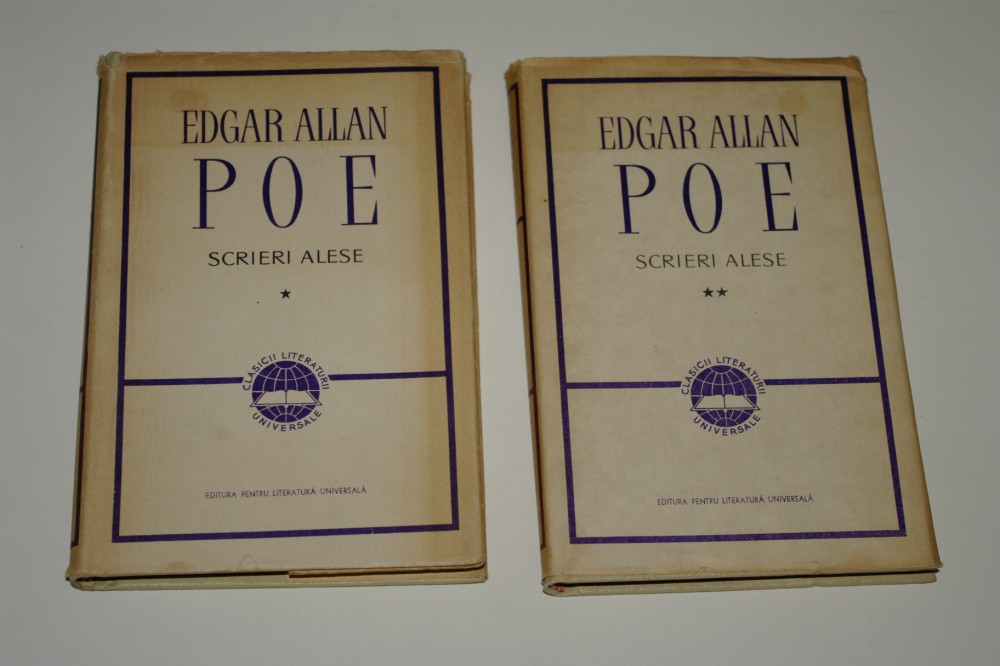 EDGAR ALLAN
POE
SCRIERI ALESE
*
CLASICII LITERATURII
UNIVERSALE
EDITURA PENTRU LITERATURĂ UNIVERSALĂ
EDGAR ALLAN
POE
SCRIERI ALESE
**
CLASICII LITERATURII
UNIVERSALE
EDITURA PENTRU LITERATURĂ UNIVERSALĂ